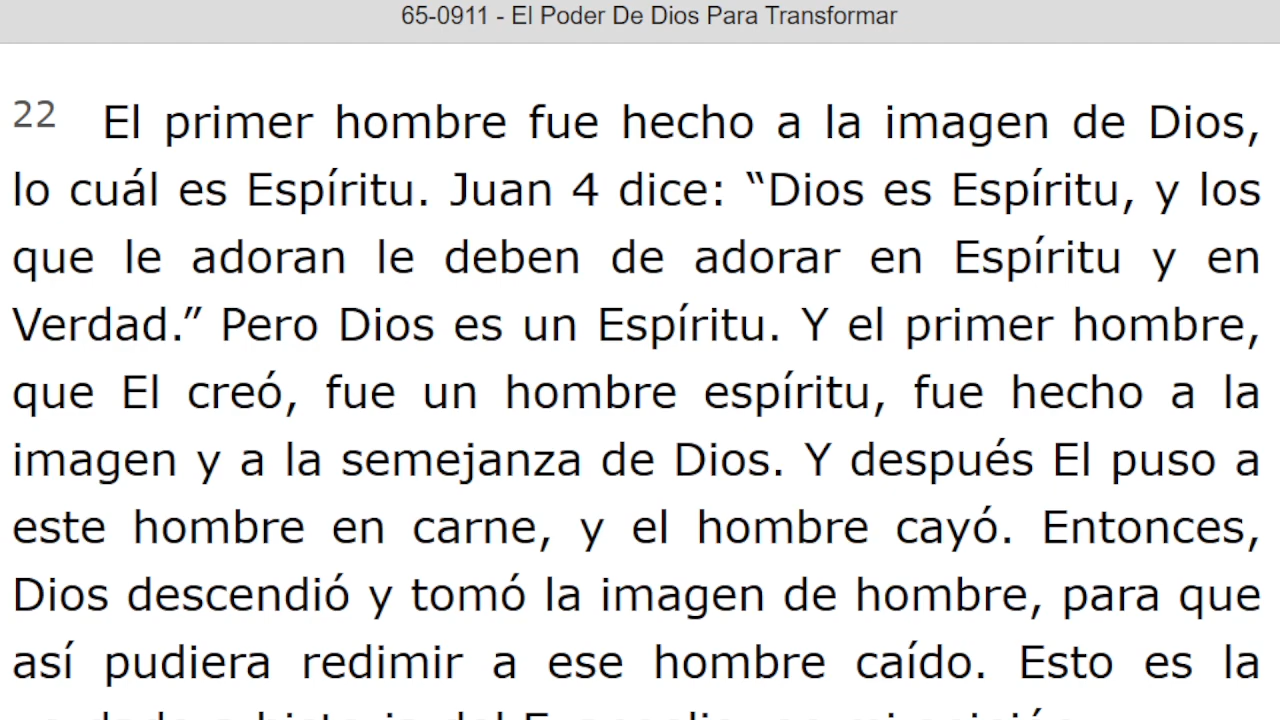 65-0911 - El Poder De Dios Para Transformar
22 El primer hombre fue hecho a la imagen de Dios,
lo cuál es Espíritu. Juan 4 dice: “Dios es Espíritu, y los
que le adoran le deben de adorar en Espíritu y en
Verdad.” Pero Dios es un Espíritu. Y el primer hombre,
que El creó, fue un hombre espíritu, fue hecho a la
imagen y a la semejanza de Dios. Y después El puso a
este hombre en carne, y el hombre cayó. Entonces,
Dios descendió y tomó la imagen de hombre, para que
así pudiera redimir a ese hombre caído. Esto es la